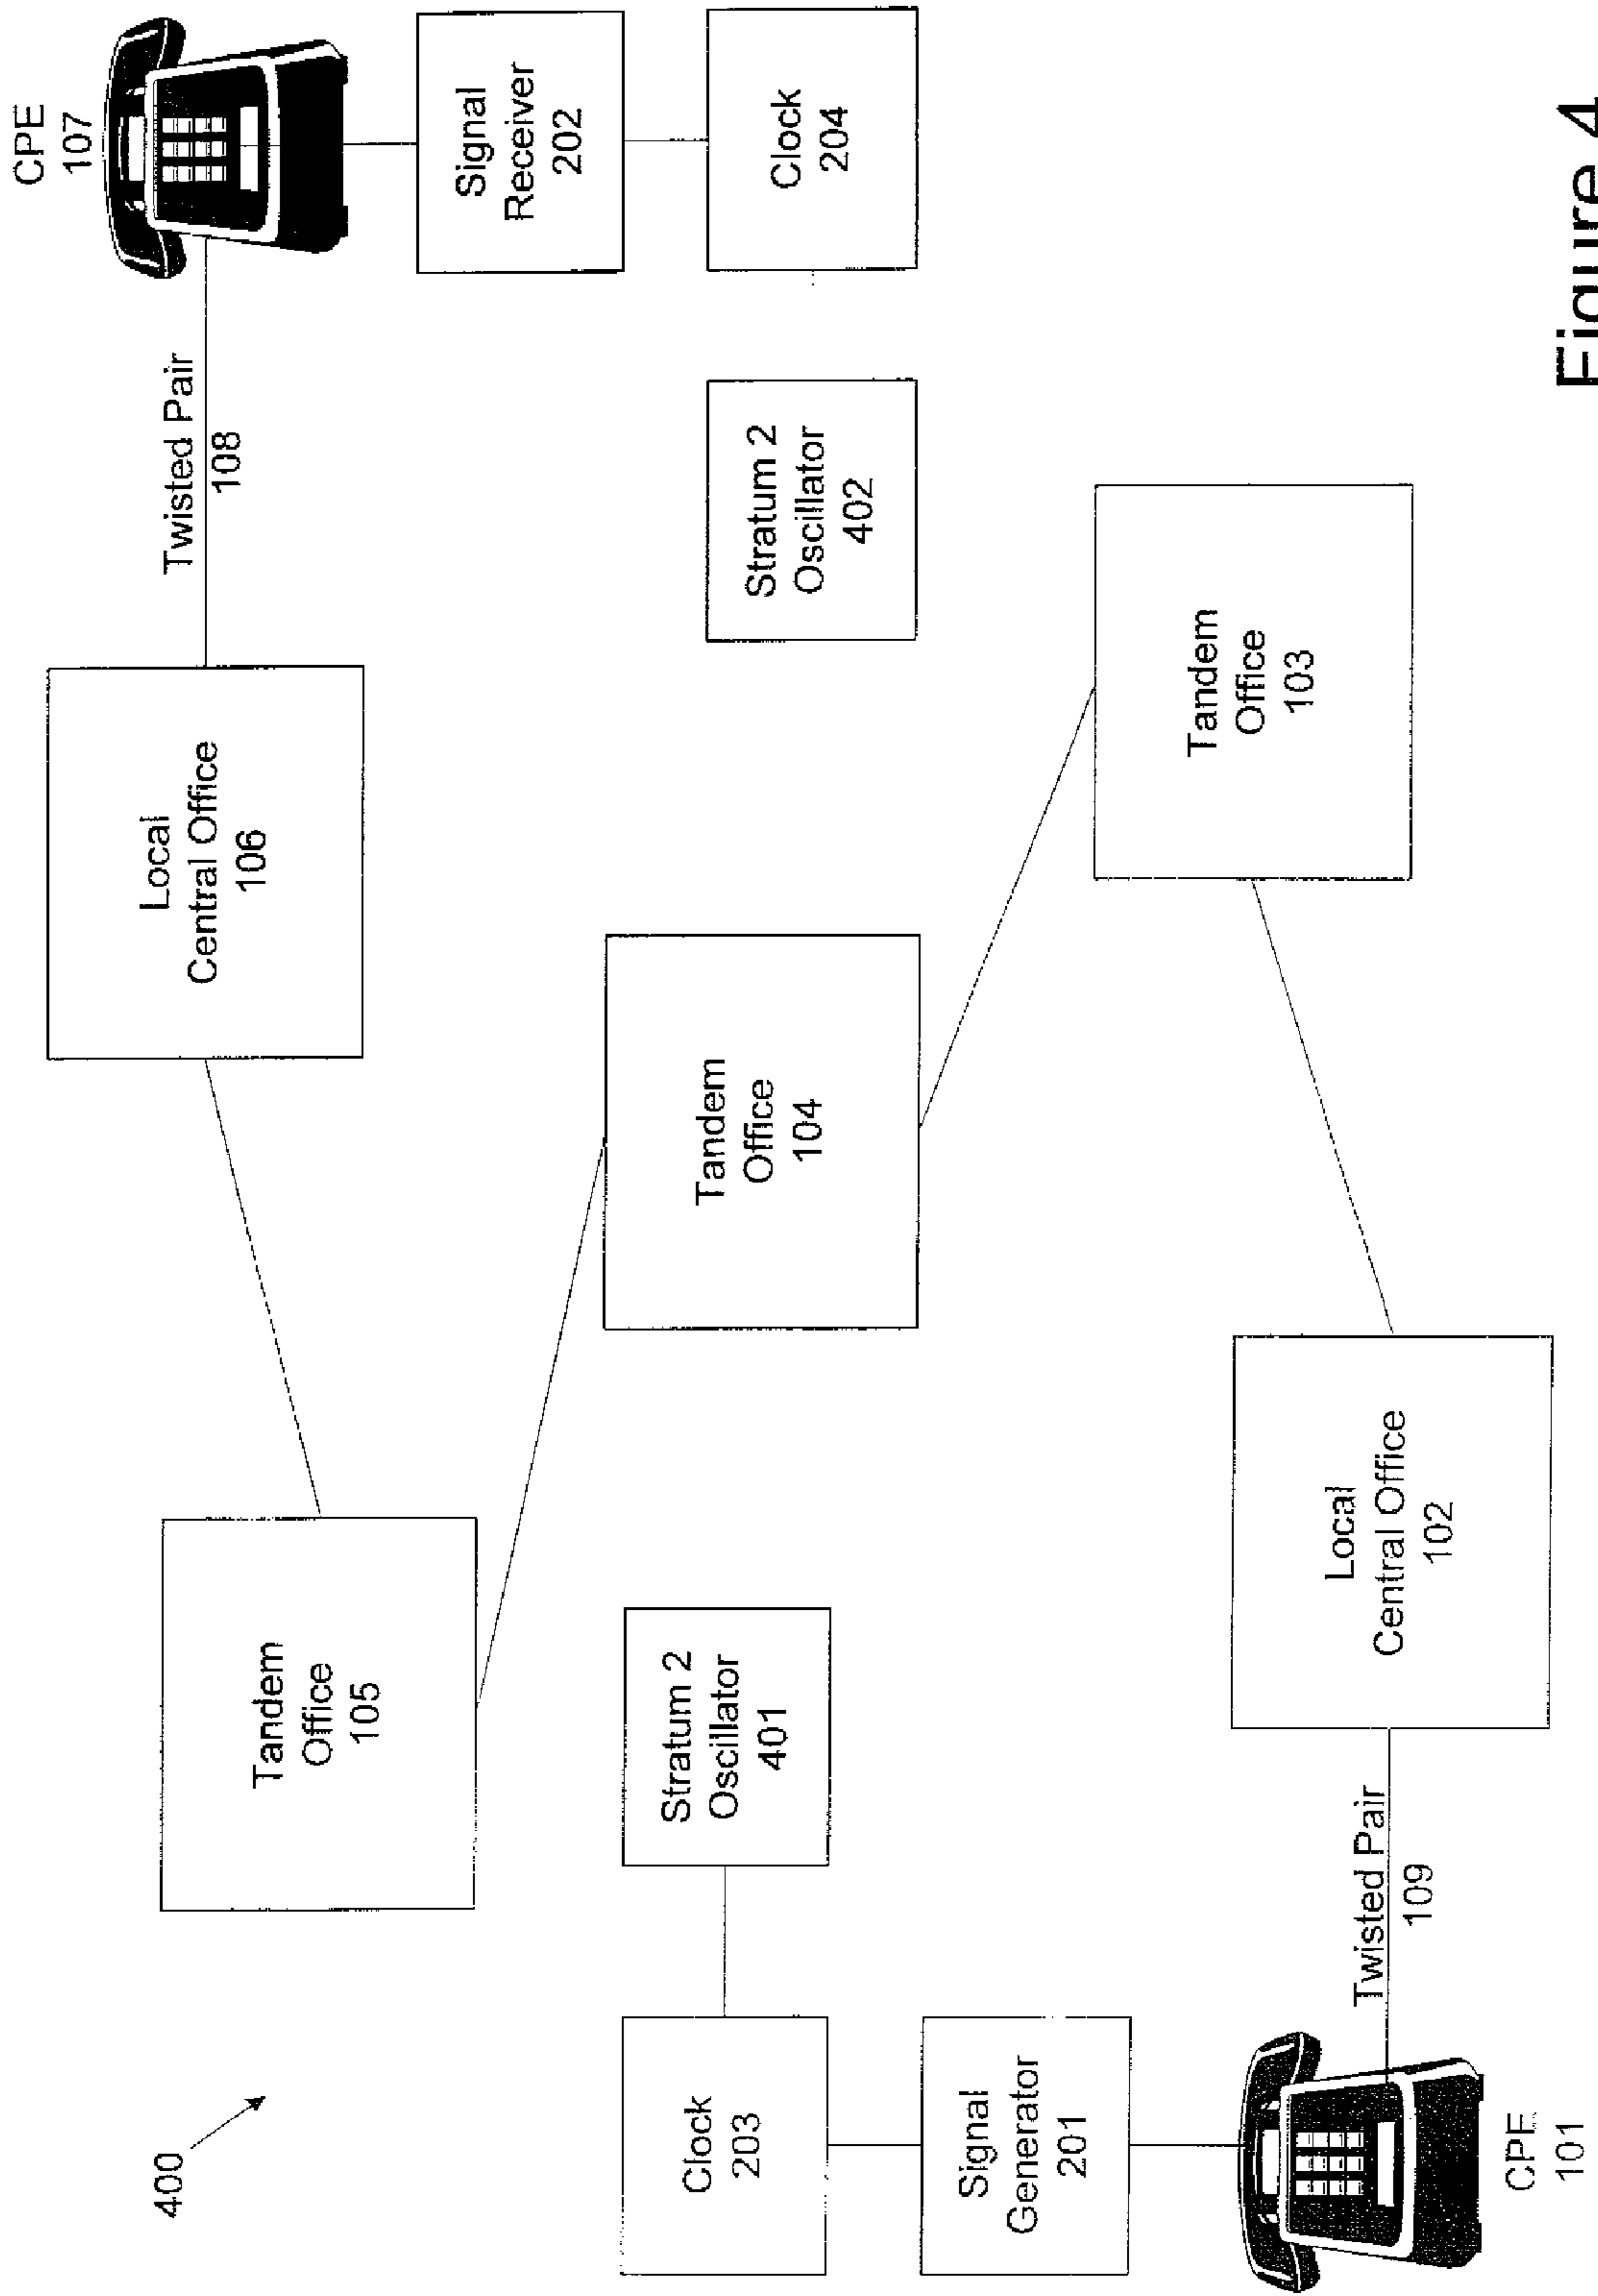 400
Tandem
Office
105
Local
Central Office
106
Twisted Pair
108
CPE
107
Signal
Receiver
202
Clock
204
Stratum 2
Oscillator
402
Clock
203
Stratum 2
Oscillator
401
Tandem
Office
104
Signal
Generator
201
Tandem
Office
103
CPE
101
Twisted Pair
109
Local
Central Office
102
Figure 4